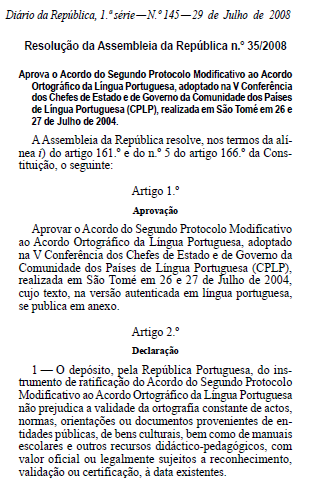 Diário da República, 1.ª série—N.º 145—29 de Julho de 2008
Resolução da Assembleia da República n.º 35/2008
Aprova o Acordo do Segundo Protocolo Modificativo ao Acordo
Ortográfico da Língua Portuguesa, adoptado na V Conferência
dos Chefes de Estado e de Governo da Comunidade dos Países
de Língua Portuguesa (CPLP), realizada em São Tomé em 26 e
27 de Julho de 2004.
A Assembleia da República resolve, nos termos da alí-
nea i) do artigo 161.º e do n.º 5 do artigo 166.º da Cons-
tituição, o seguinte:
Artigo 1.º
Aprovação
Aprovar o Acordo do Segundo Protocolo Modificativo
ao Acordo Ortográfico da Língua Portuguesa, adoptado
na V Conferência dos Chefes de Estado e de Governo da
Comunidade dos Países de Língua Portuguesa (CPLP),
realizada em São Tomé em 26 e 27 de Julho de 2004,
cujo texto, na versão autenticada em língua portuguesa,
se publica em anexo.
Artigo 2.º
Declaração
1 — O depósito, pela República Portuguesa, do ins-
trumento de ratificação do Acordo do Segundo Protocolo
Modificativo ao Acordo Ortográfico da Língua Portuguesa
não prejudica a validade da ortografia constante de actos,
normas, orientações ou documentos provenientes de en-
tidades públicas, de bens culturais, bem como de manuais
escolares e outros recursos didáctico-pedagógicos, com
valor oficial ou legalmente sujeitos a reconhecimento,
validação ou certificação, à data existentes.